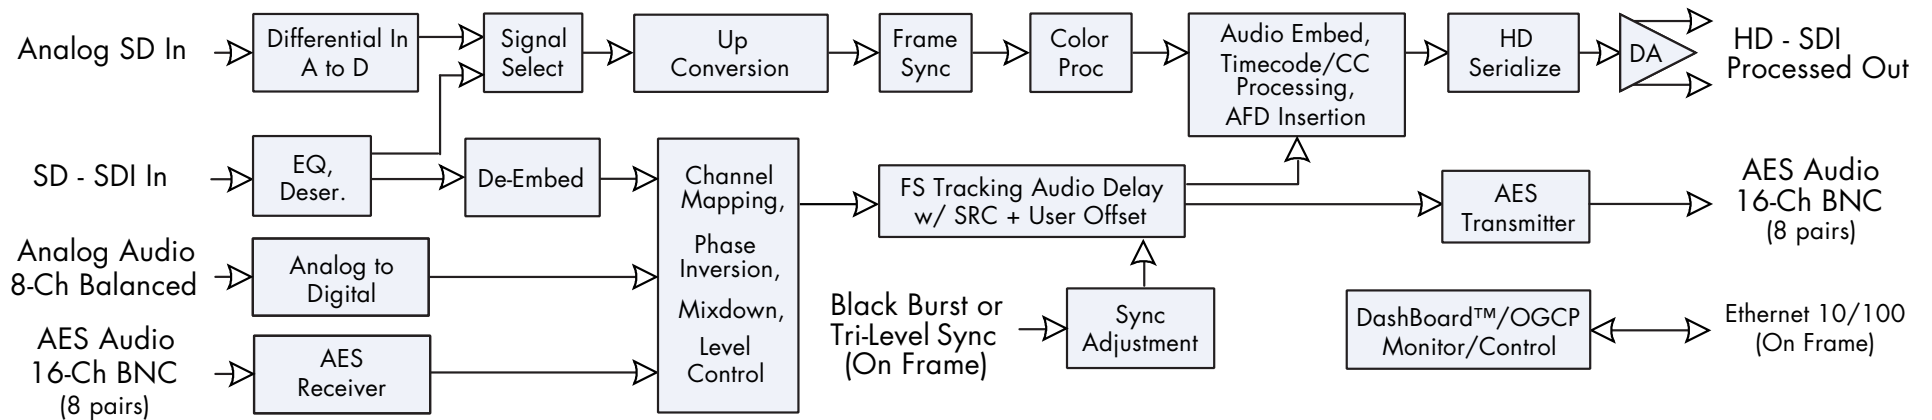 Analog SD In
Differential In
A to D
Signal
Select
Up
Conversion
Frame
Sync
Color
Proc
Audio Embed,
Timecode/CC
Processing,
AFD Insertion
HD
Serialize
DA
HD - SDI
Processed Out
SD - SDI In
EQ,
Deser.
De-Embed
Channel
Mapping,
Phase
Inversion,
Mixdown,
Level
Control
FS Tracking Audio Delay
w/ SRC + User Offset
AES
Transmitter
AES Audio
16-Ch BNC
(8 pairs)
Analog Audio
8-Ch Balanced
Analog to
Digital
AES Audio
16-Ch BNC
(8 pairs)
AES
Receiver
Black Burst or
Tri-Level Sync
(On Frame)
Sync
Adjustment
DashBoard™/OGCP
Monitor/Control
Ethernet 10/100
(On Frame)